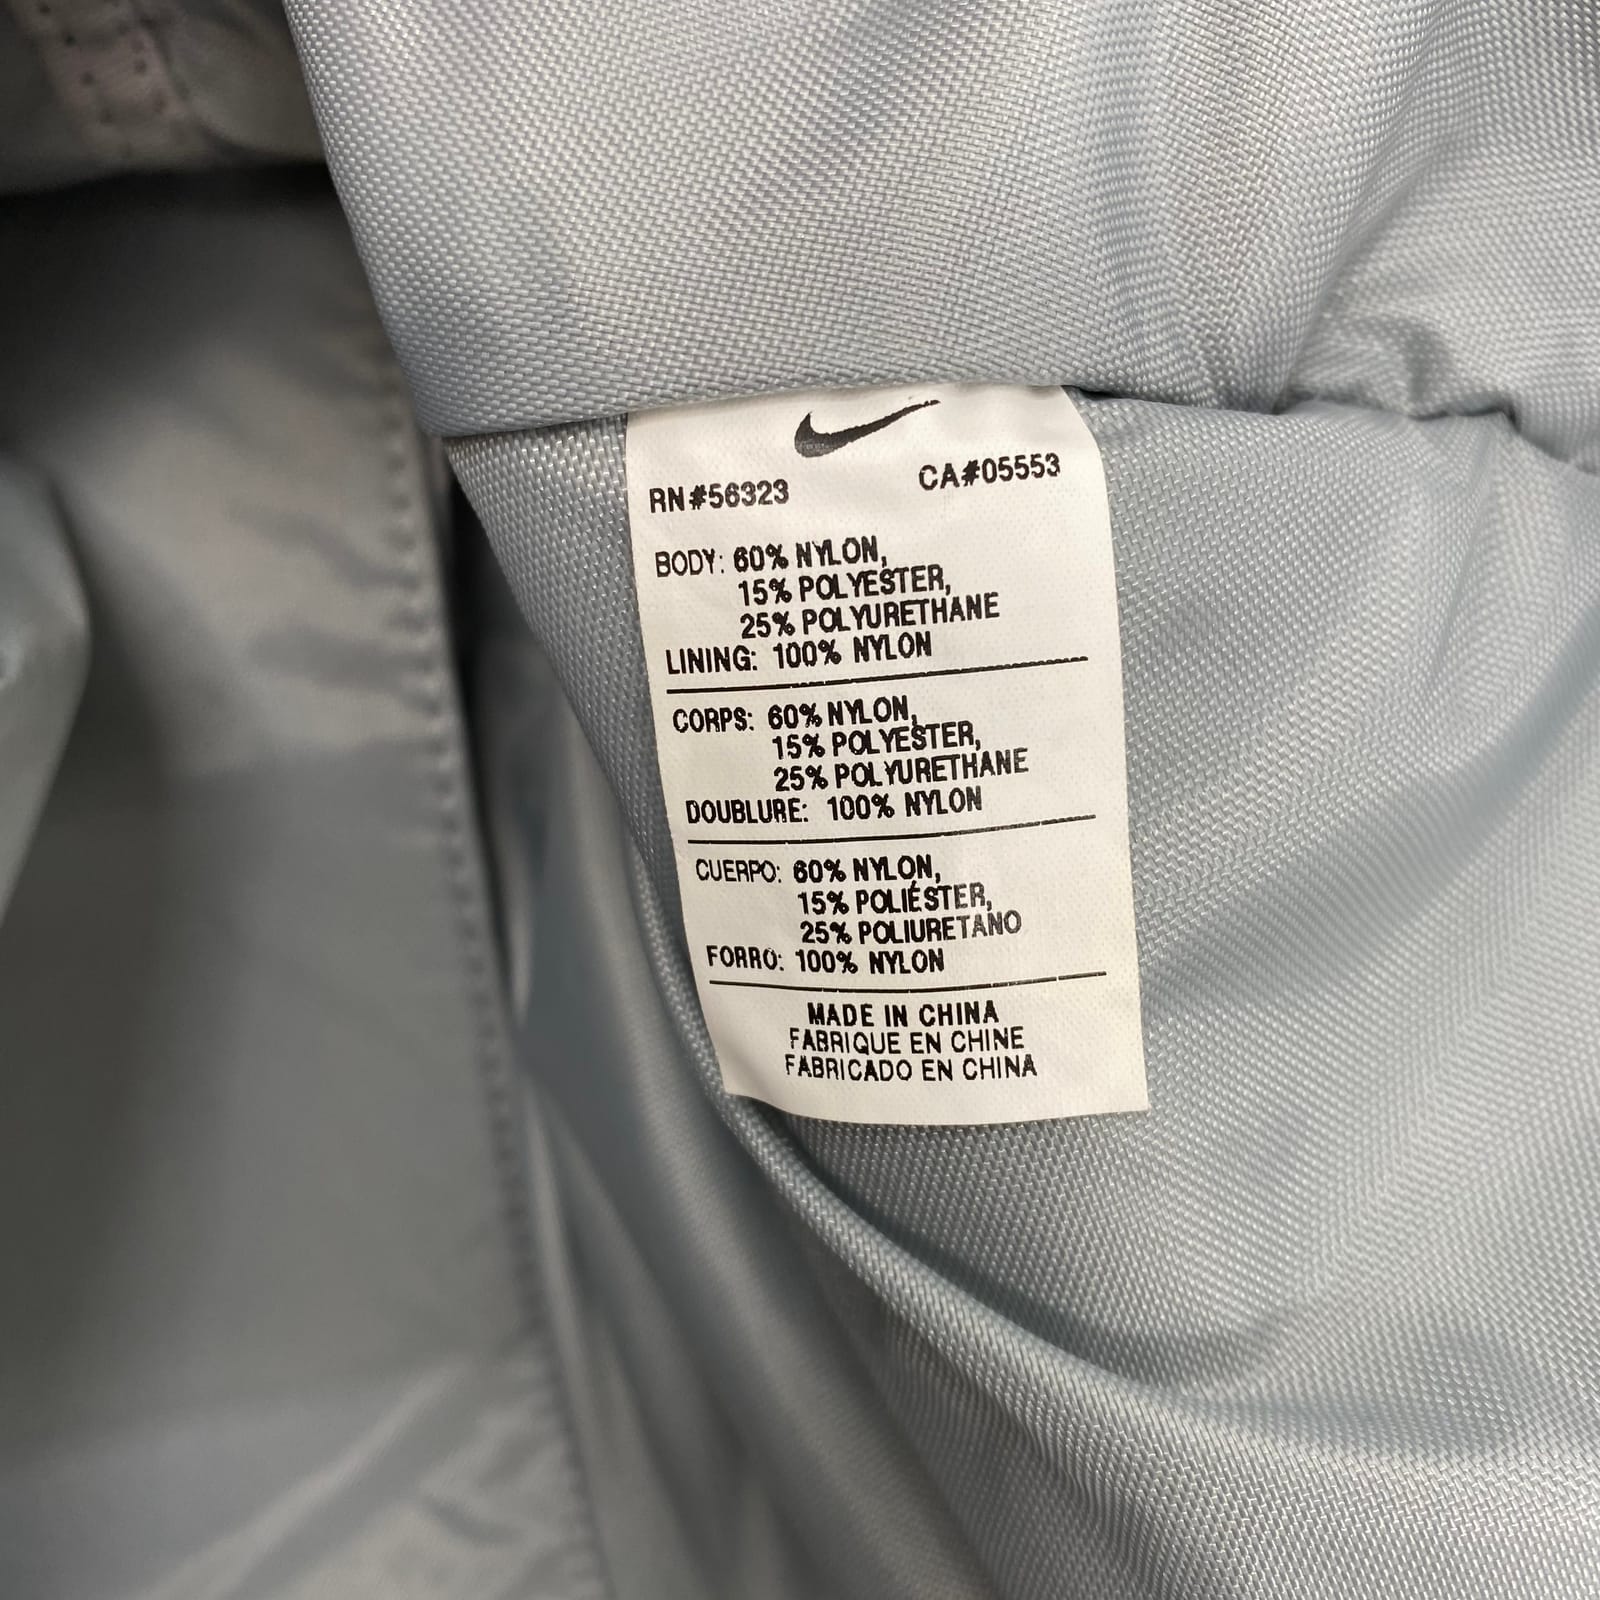 RN#56323 CA#05553
BODY: 60% NYLON,
15% POLYESTER,
25% POLYURETHANE
LINING: 100% NYLON
CORPS: 60% NYLON,
15% POLYESTER,
25% POLYURETHANE
DOUBLURE: 100% NYLON
CUERPO: 60% NYLON,
15% POLIÉSTER,
25% POLIURETANO
FORRO: 100% NYLON
MADE IN CHINA
FABRIQUE EN CHINE
FABRICADO EN CHINA